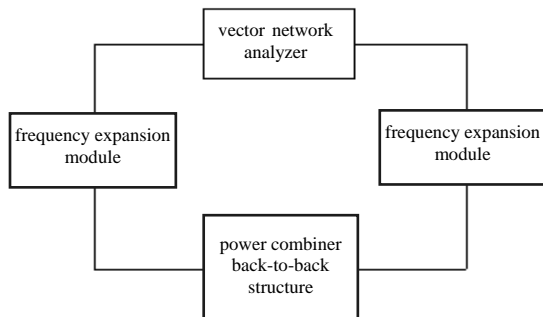 vector network
analyzer
frequency expansion
module
frequency expansion
module
power combiner
back-to-back
structure